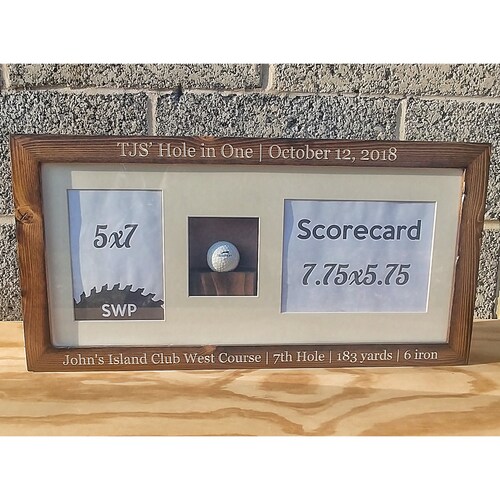 TJS' Hole in One | October 12, 2018
5x7
SWP
Scorecard
7.75x5.75
John's Island Club West Course | 7th Hole | 183 yards | 6 iron